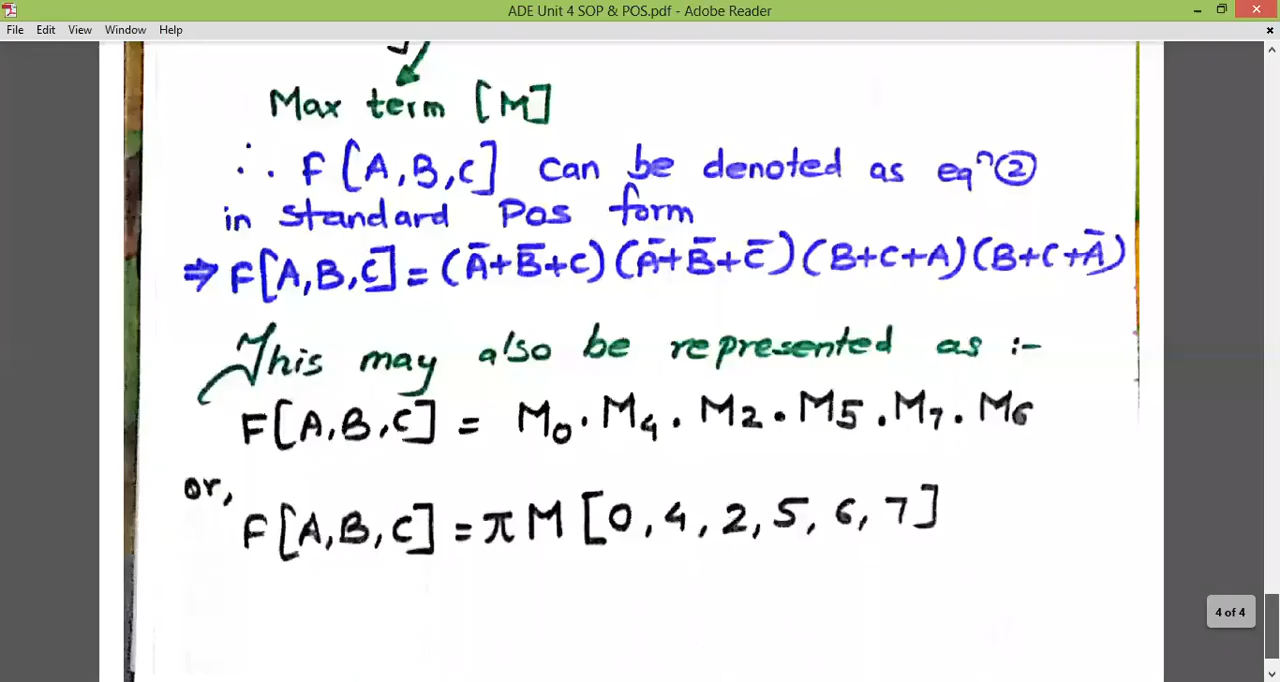 ADE Unit 4 SOP & POS.pdf - Adobe Reader
File Edit View Window Help
Max term [M]
∴ F[A,B,C] can be denoted as eqⁿ②
in standard Pos form
⇒ F[A,B,C] = (Ā+B̄+C) (Ā+B̄+C̄) (B+C+A) (B+C+Ā)
This may also be represented as :-
F[A,B,C] = M₀ . M₄ . M₂ . M₅ . M₇ . M₆
or,
F[A,B,C] = π M [0, 4, 2, 5, 6, 7]
4 of 4